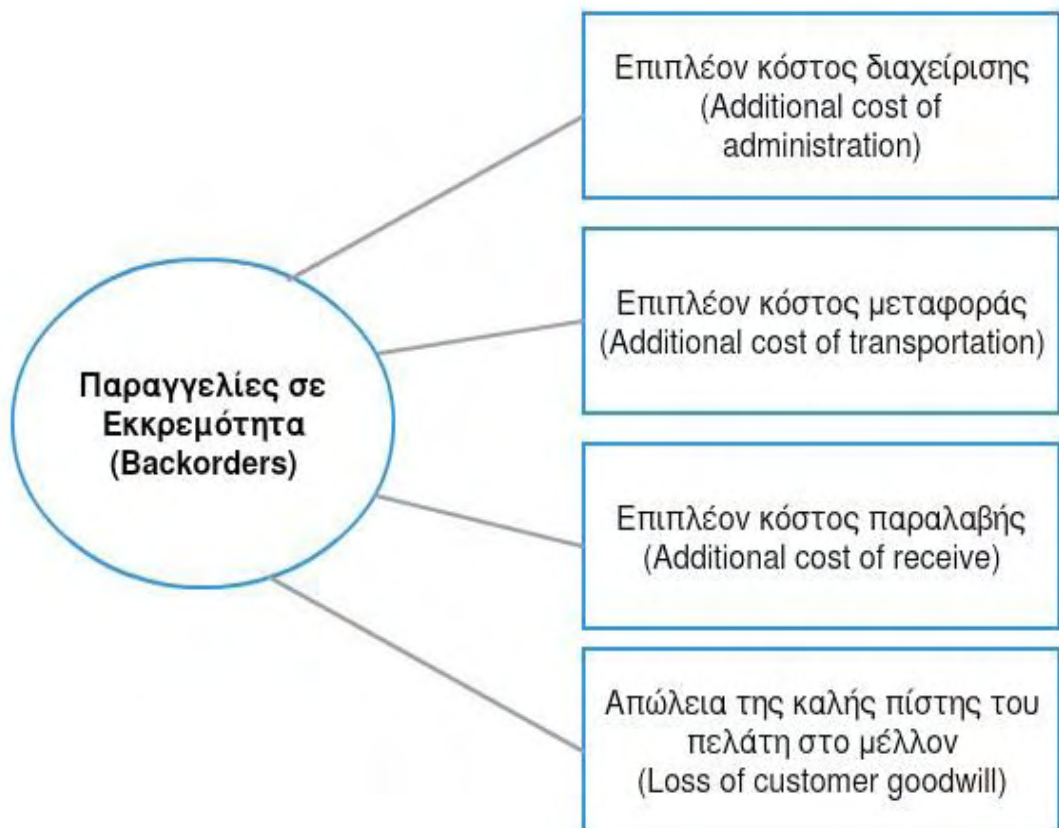 Επιπλέον κόστος διαχείρισης
(Additional cost of
administration)
Επιπλέον κόστος μεταφοράς
(Additional cost of transportation)
Παραγγελίες σε
Εκκρεμότητα
(Backorders)
Επιπλέον κόστος παραλαβής
(Additional cost of receive)
Απώλεια της καλής πίστης του
πελάτη στο μέλλον
(Loss of customer goodwill)